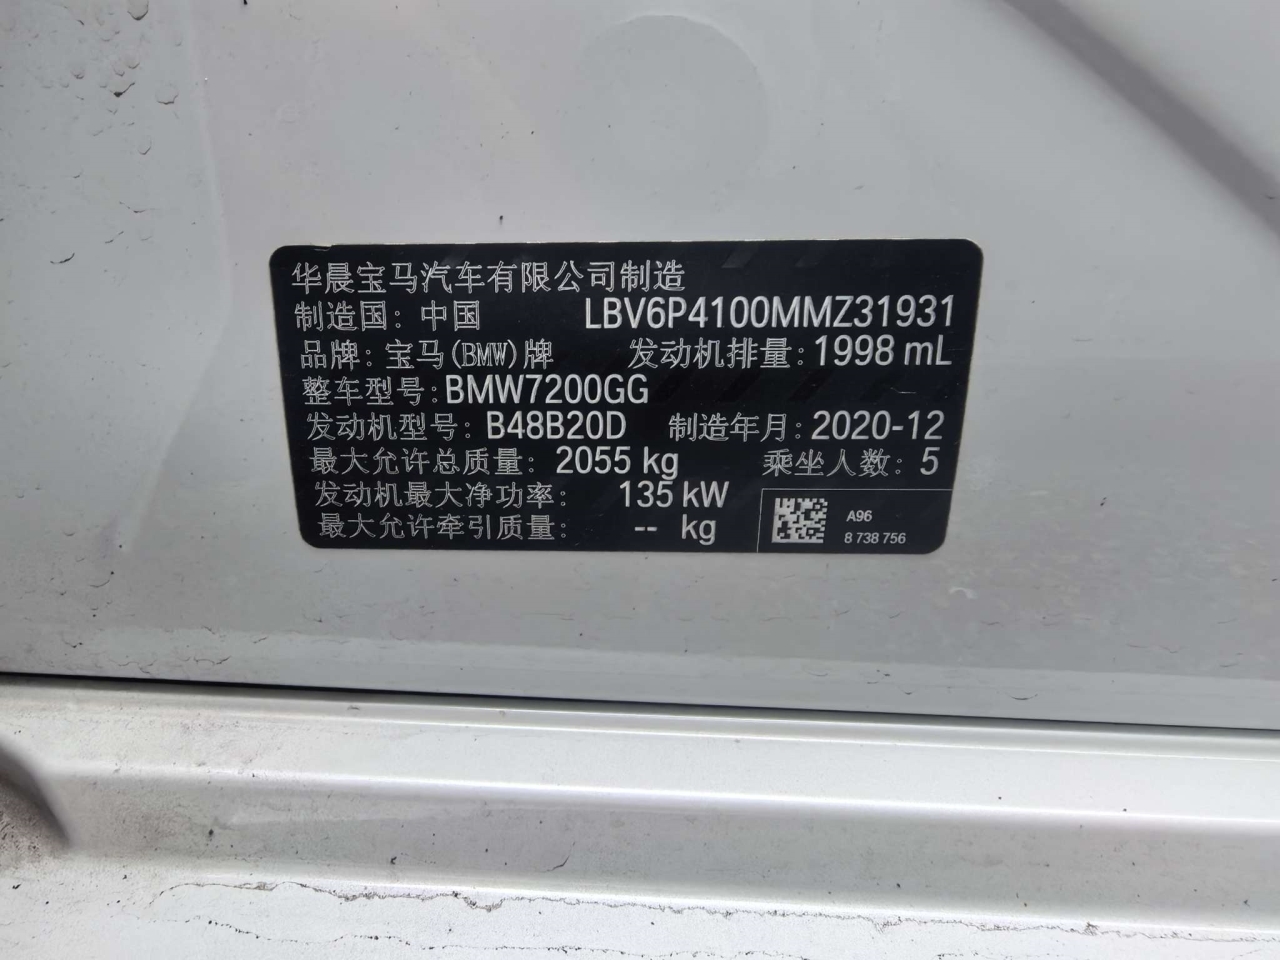 华晨宝马汽车有限公司制造
制造国：中国 LBV6P4100MMZ31931
品牌：宝马(BMW)牌 发动机排量：1998 mL
整车型号：BMW7200GG
发动机型号：B48B20D 制造年月：2020-12
最大允许总质量：2055 kg 乘坐人数：5
发动机最大净功率：135 kW
最大允许牵引质量：-- kg
A96
8 738 756